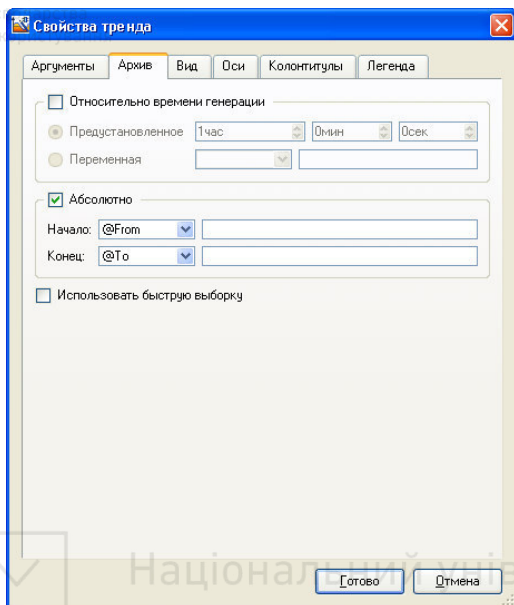 Свойства тренда
Аргументы Архив Вид Оси Колонтитулы Легенда
Относительно времени генерации
Предустановленное 1час 0мин 0сек
Переменная
Абсолютно
Начало: @From
Конец: @To
Использовать быструю выборку
Національний уніве
Готово Отмена